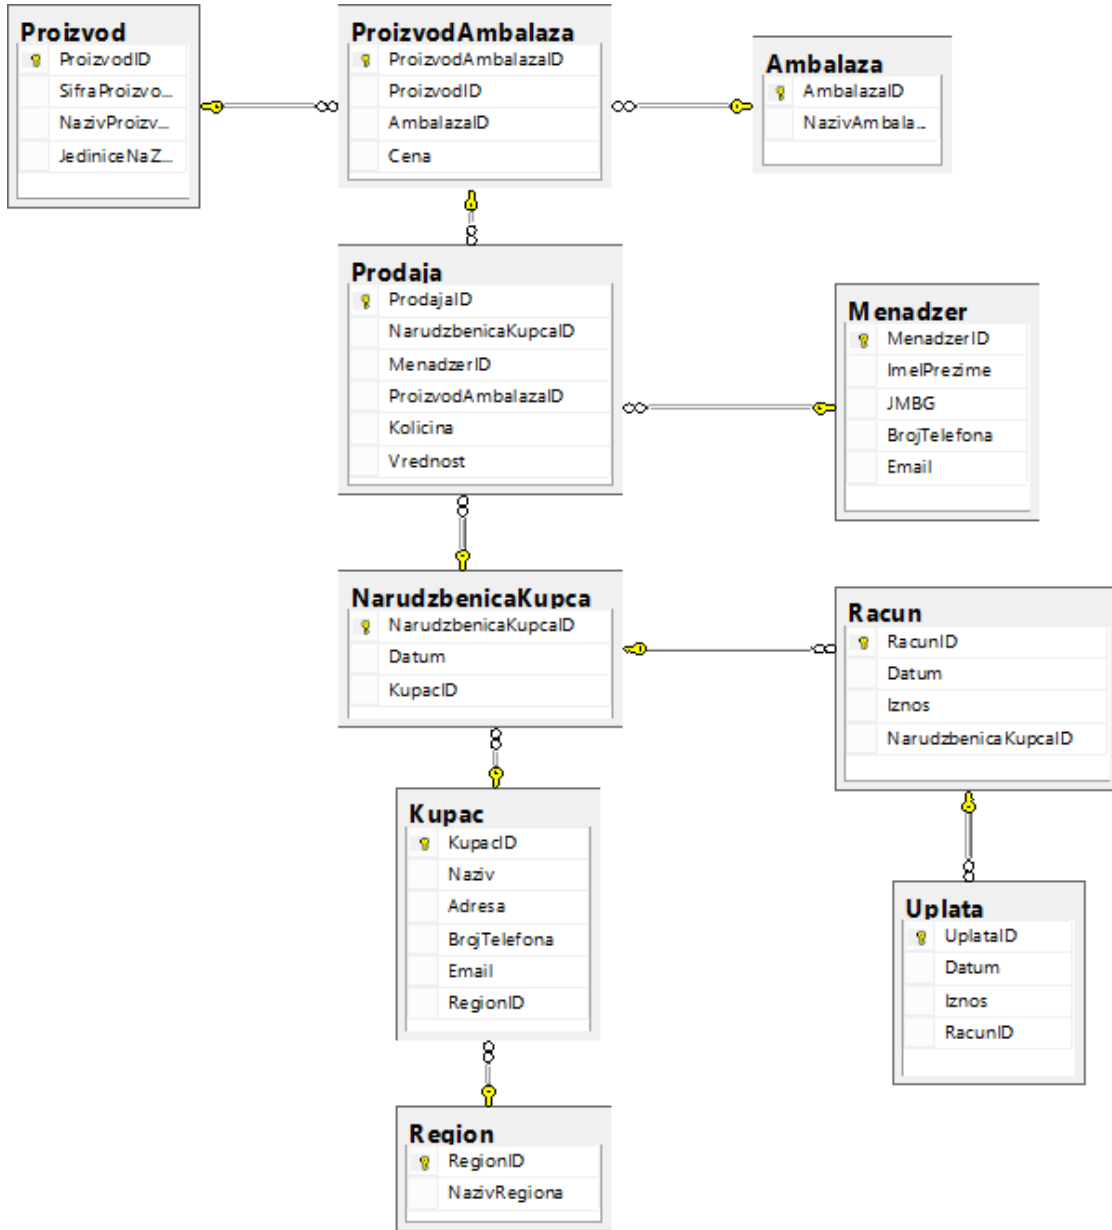 Proizvod
ProizvodID
SifraProizvo...
NazivProizv...
JediniceNaZ...
ProizvodAmbalaza
ProizvodAmbalazaID
ProizvodID
AmbalazaID
Cena
Ambalaza
AmbalazaID
NazivAmbala...
Prodaja
ProdajaID
NarudzbenicaKupcaID
MenadzerID
ProizvodAmbalazaID
Kolicina
Vrednost
Menadzer
MenadzerID
ImeIPrezime
JMBG
BrojTelefona
Email
NarudzbenicaKupca
NarudzbenicaKupcaID
Datum
KupacID
Racun
RacunID
Datum
Iznos
NarudzbenicaKupcaID
Kupac
KupacID
Naziv
Adresa
BrojTelefona
Email
RegionID
Uplata
UplataID
Datum
Iznos
RacunID
Region
RegionID
NazivRegiona